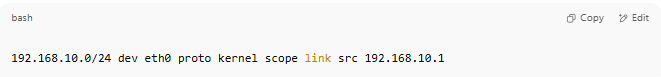 bash
Copy
Edit
192.168.10.0/24 dev eth0 proto kernel scope link src 192.168.10.1